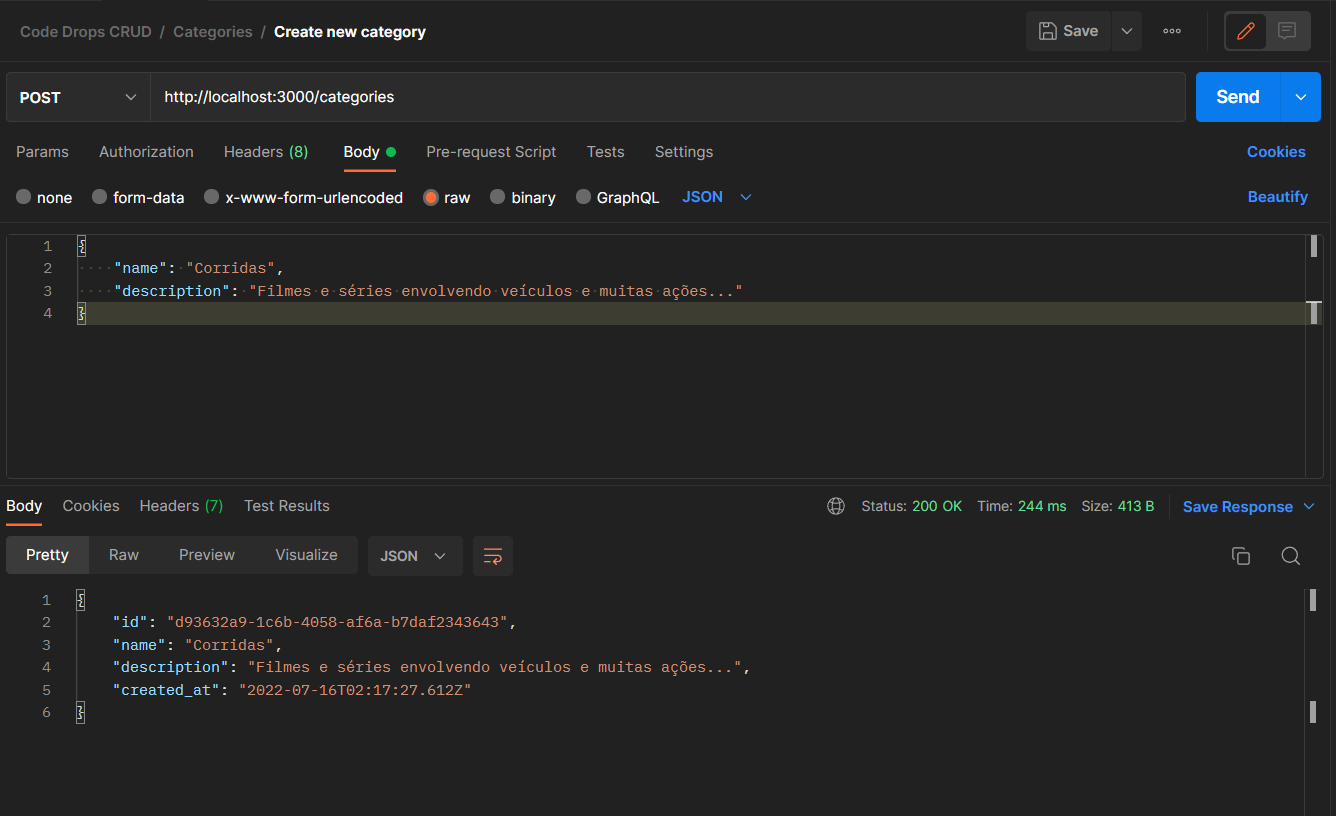 Code Drops CRUD / Categories / Create new category Save
POST http://localhost:3000/categories Send
Params Authorization Headers (8) Body Pre-request Script Tests Settings Cookies
none form-data x-www-form-urlencoded raw binary GraphQL JSON Beautify
1 {
2 "name": "Corridas",
3 "description": "Filmes e séries envolvendo veículos e muitas ações..."
4 }
Body Cookies Headers (7) Test Results Status: 200 OK Time: 244 ms Size: 413 B Save Response
Pretty Raw Preview Visualize JSON
1 {
2 "id": "d93632a9-1c6b-4058-af6a-b7daf2343643",
3 "name": "Corridas",
4 "description": "Filmes e séries envolvendo veículos e muitas ações...",
5 "created_at": "2022-07-16T02:17:27.612Z"
6 }